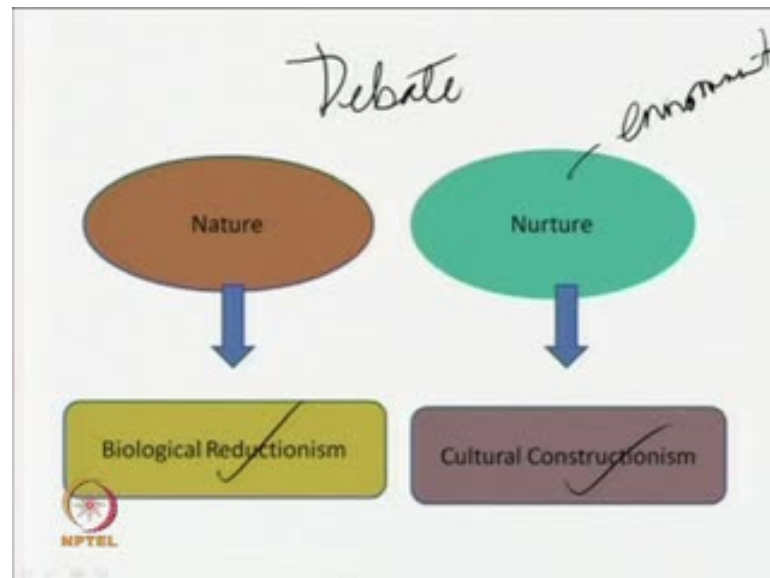 Debate
environment
Nature
Nurture
Biological Reductionism
Cultural Constructionism
NPTEL